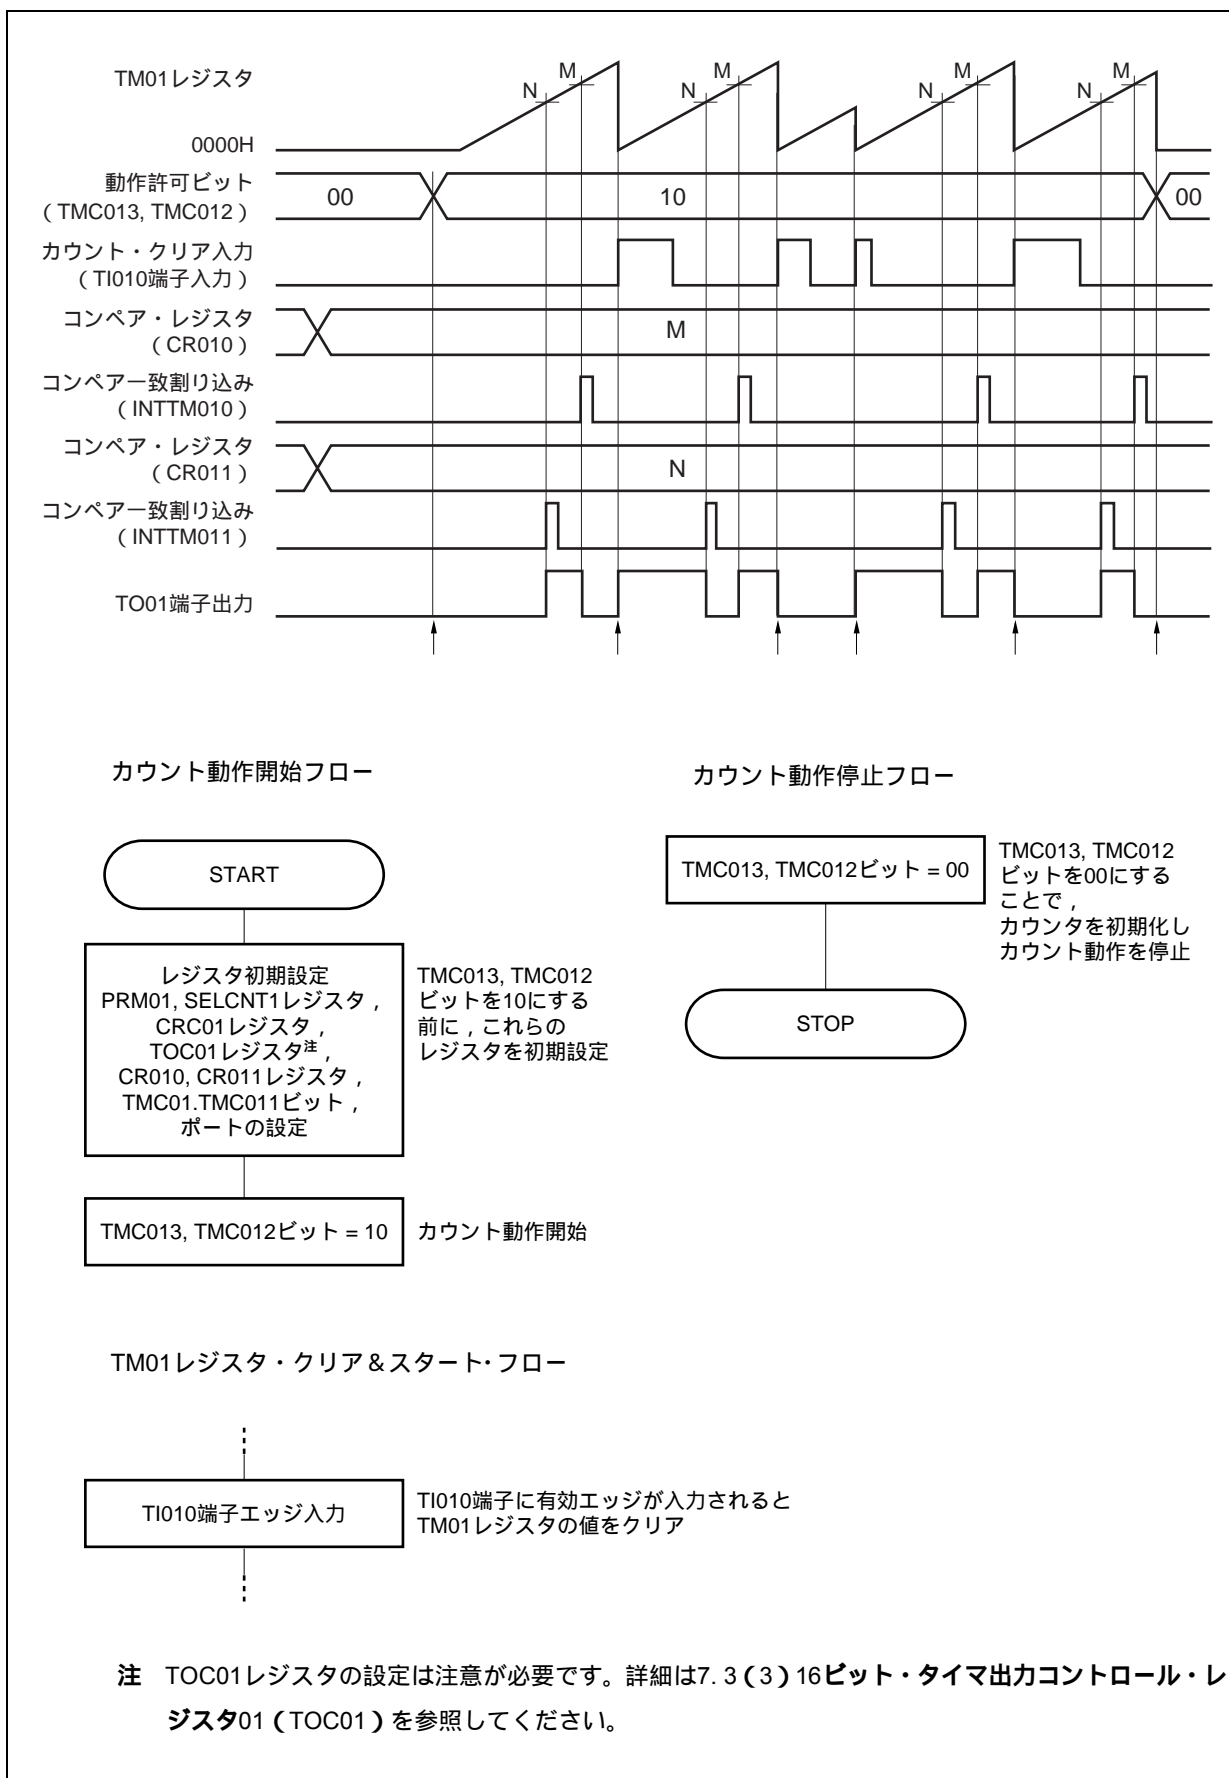 TM01レジスタ
N
M
N
M
N
M
N
M
0000H
動作許可ビット
（TMC013, TMC012）
00
10
00
カウント・クリア入力
（TI010端子入力）
コンペア・レジスタ
（CR010）
M
コンペア一致割り込み
（INTTM010）
コンペア・レジスタ
（CR011）
N
コンペア一致割り込み
（INTTM011）
TO01端子出力
カウント動作開始フロー
START
レジスタ初期設定
PRM01, SELCNT1レジスタ，
CRC01レジスタ，
TOC01レジスタ注，
CR010, CR011レジスタ，
TMC01.TMC011ビット，
ポートの設定
TMC013, TMC012
ビットを10にする
前に，これらの
レジスタを初期設定
TMC013, TMC012ビット = 10
カウント動作開始
カウント動作停止フロー
TMC013, TMC012ビット = 00
TMC013, TMC012
ビットを00にする
ことで，
カウンタを初期化し
カウント動作を停止
STOP
TM01レジスタ・クリア＆スタート・フロー
TI010端子エッジ入力
TI010端子に有効エッジが入力されると
TM01レジスタの値をクリア
注 TOC01レジスタの設定は注意が必要です。詳細は7. 3（3）16ビット・タイマ出力コントロール・レ
ジスタ01（TOC01）を参照してください。